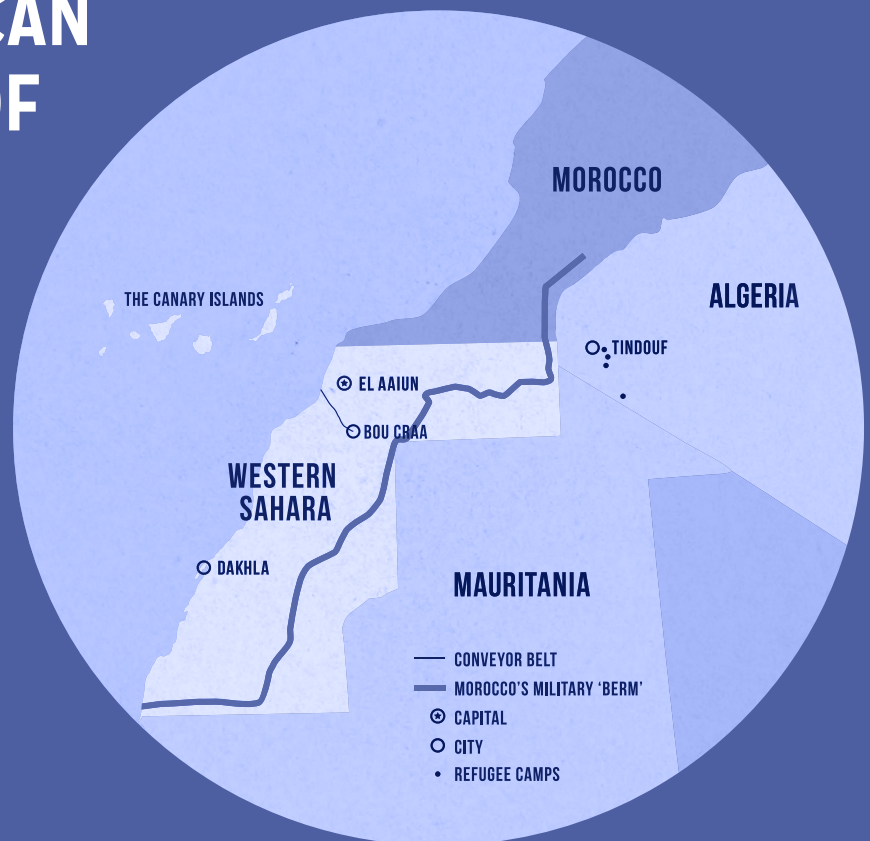 CAN
OF
MOROCCO
ALGERIA
THE CANARY ISLANDS
TINDOUF
EL AAIUN
BOU CRAA
WESTERN
SAHARA
DAKHLA
MAURITANIA
CONVEYOR BELT
MOROCCO'S MILITARY ‘BERM’
CAPITAL
CITY
REFUGEE CAMPS